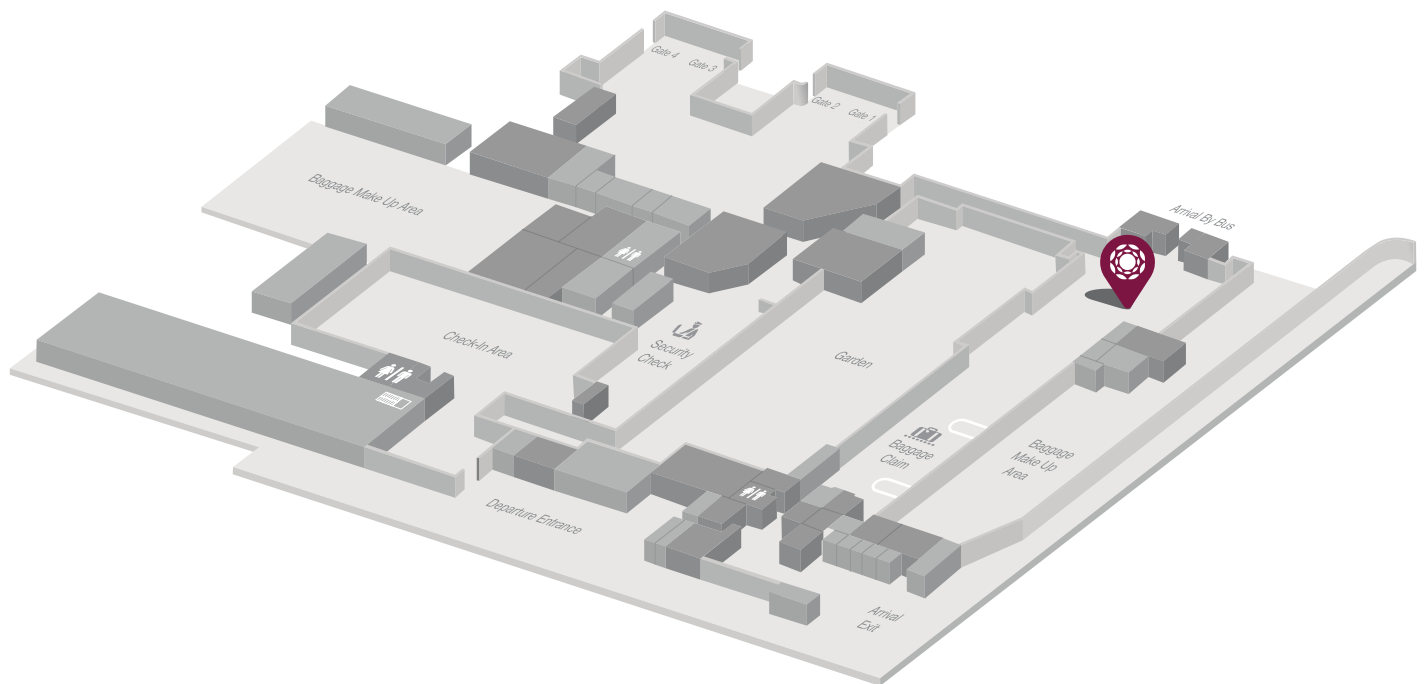 Gate 4
Gate 3
Gate 2
Gate 1
Baggage Make Up Area
Arrival By Bus
Check-In Area
Security
Check
Garden
Baggage
Claim
Baggage
Make Up
Area
Departure Entrance
Arrival
Exit